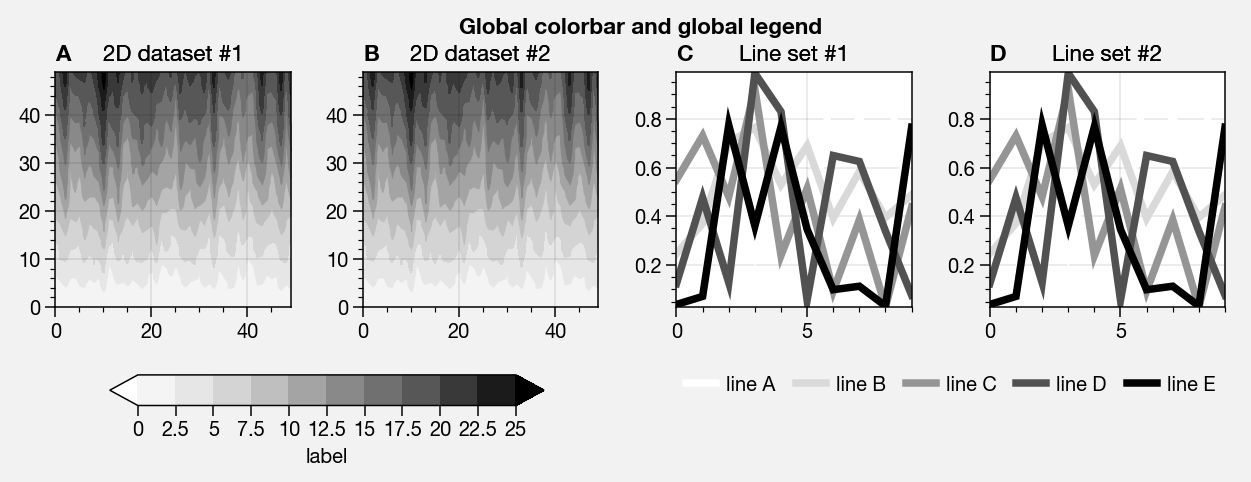 Global colorbar and global legend
A 2D dataset #1
B 2D dataset #2
C Line set #1
D Line set #2
40
30
20
10
0
0 20 40
40
30
20
10
0
0 20 40
0.8
0.6
0.4
0.2
0 5
0.8
0.6
0.4
0.2
0 5
0 2.5 5 7.5 10 12.5 15 17.5 20 22.5 25
label
line A line B line C line D line E